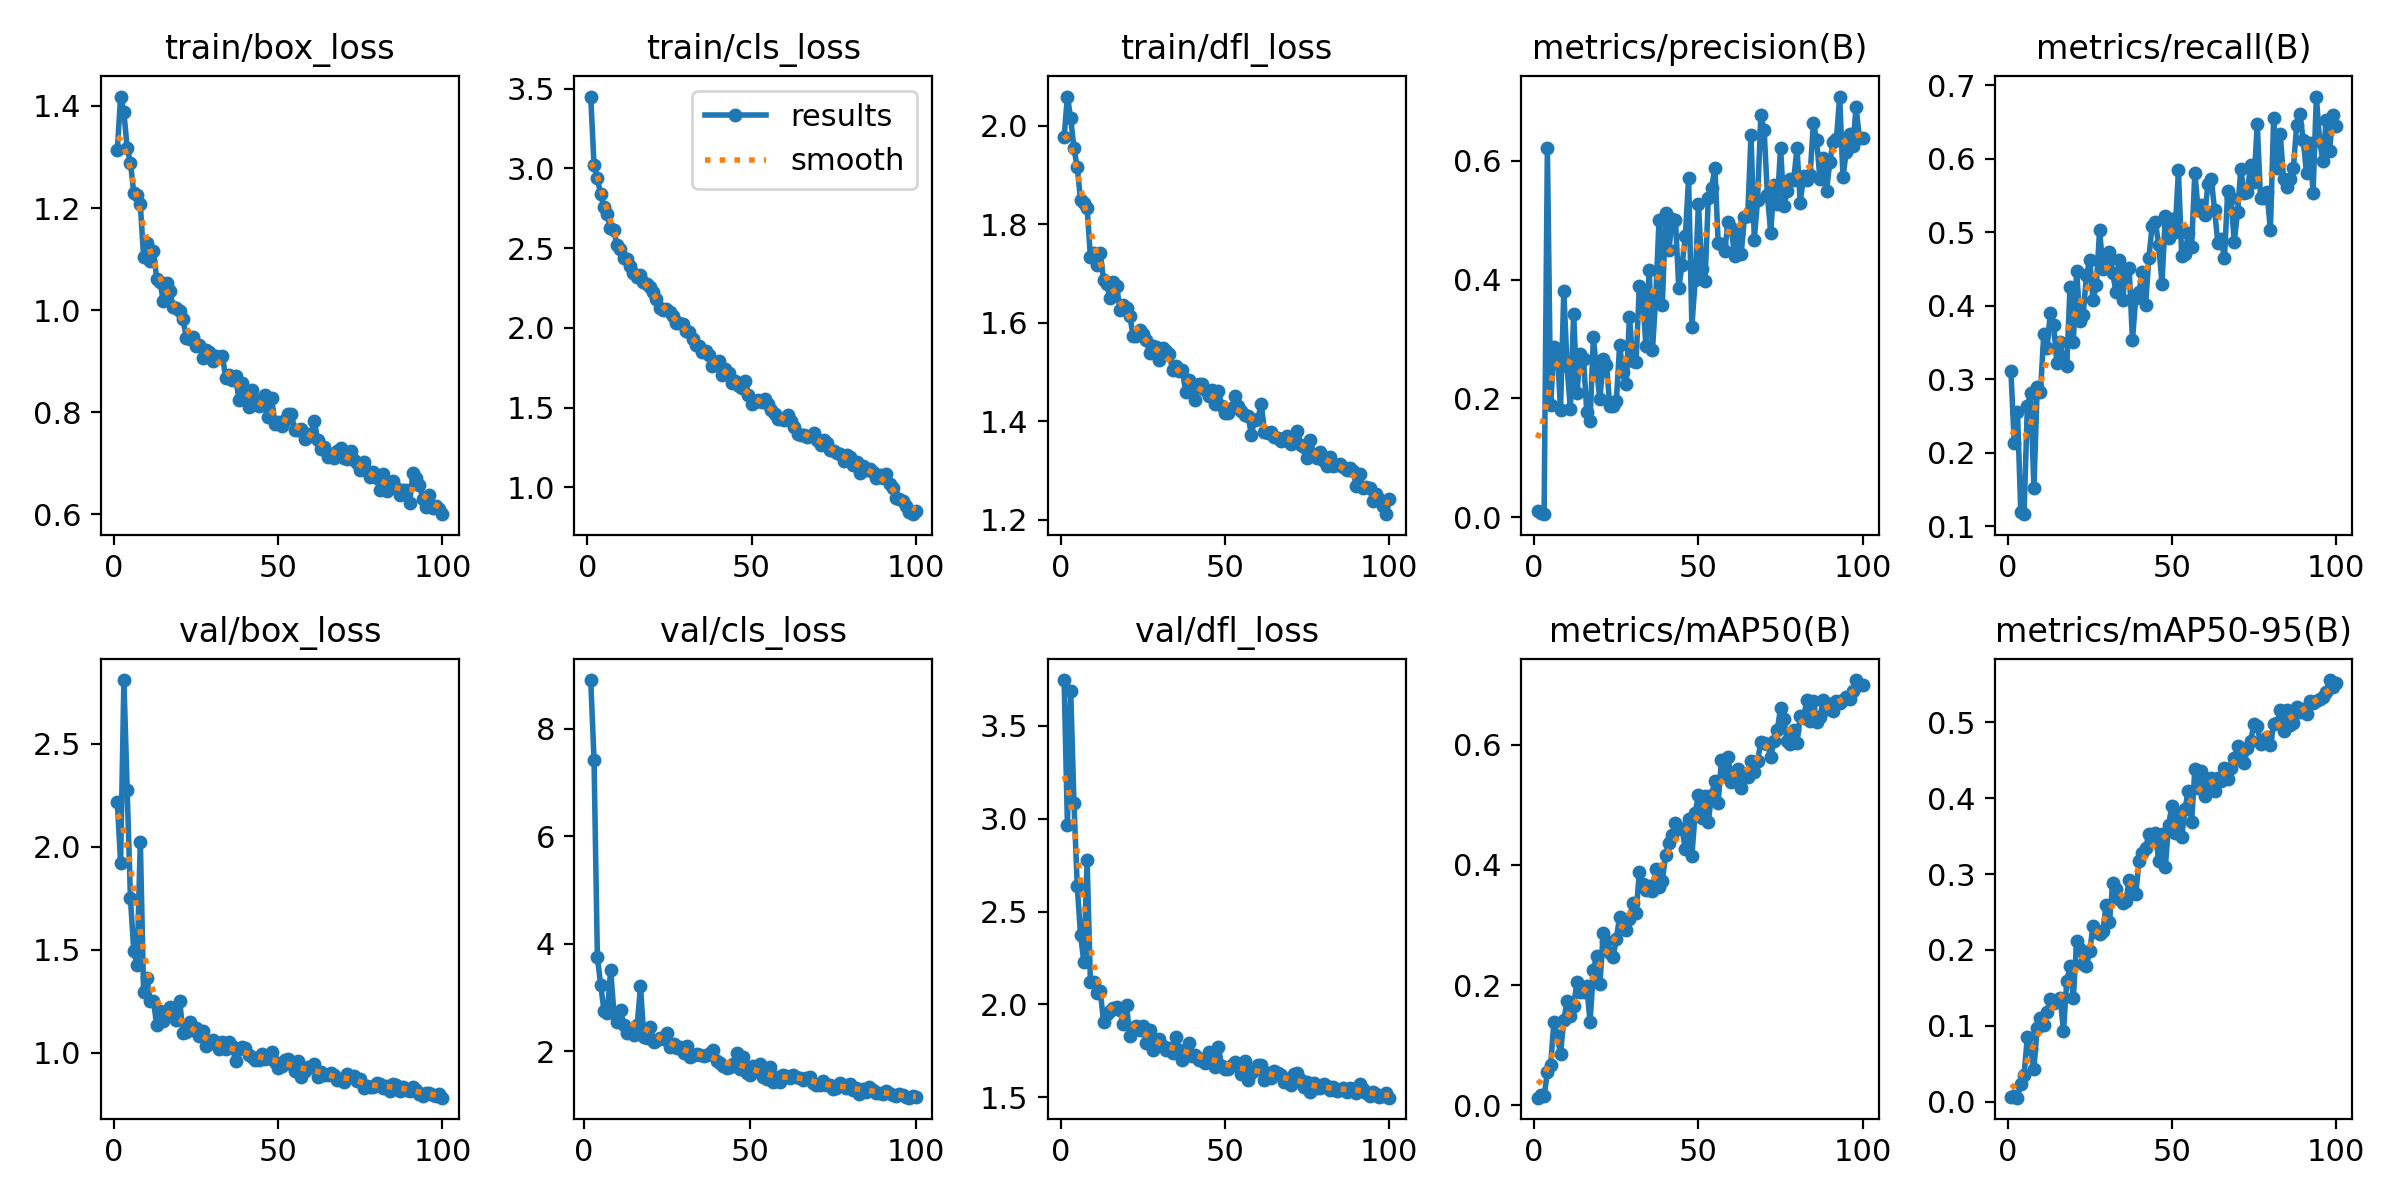 train/box_loss
1.4
1.2
1.0
0.8
0.6
0 50 100
train/cls_loss
3.5
3.0
2.5
2.0
1.5
1.0
0 50 100
results
smooth
train/dfl_loss
2.0
1.8
1.6
1.4
1.2
0 50 100
metrics/precision(B)
0.6
0.4
0.2
0.0
0 50 100
metrics/recall(B)
0.7
0.6
0.5
0.4
0.3
0.2
0.1
0 50 100
val/box_loss
2.5
2.0
1.5
1.0
0 50 100
val/cls_loss
8
6
4
2
0 50 100
val/dfl_loss
3.5
3.0
2.5
2.0
1.5
0 50 100
metrics/mAP50(B)
0.6
0.4
0.2
0.0
0 50 100
metrics/mAP50-95(B)
0.5
0.4
0.3
0.2
0.1
0.0
0 50 100